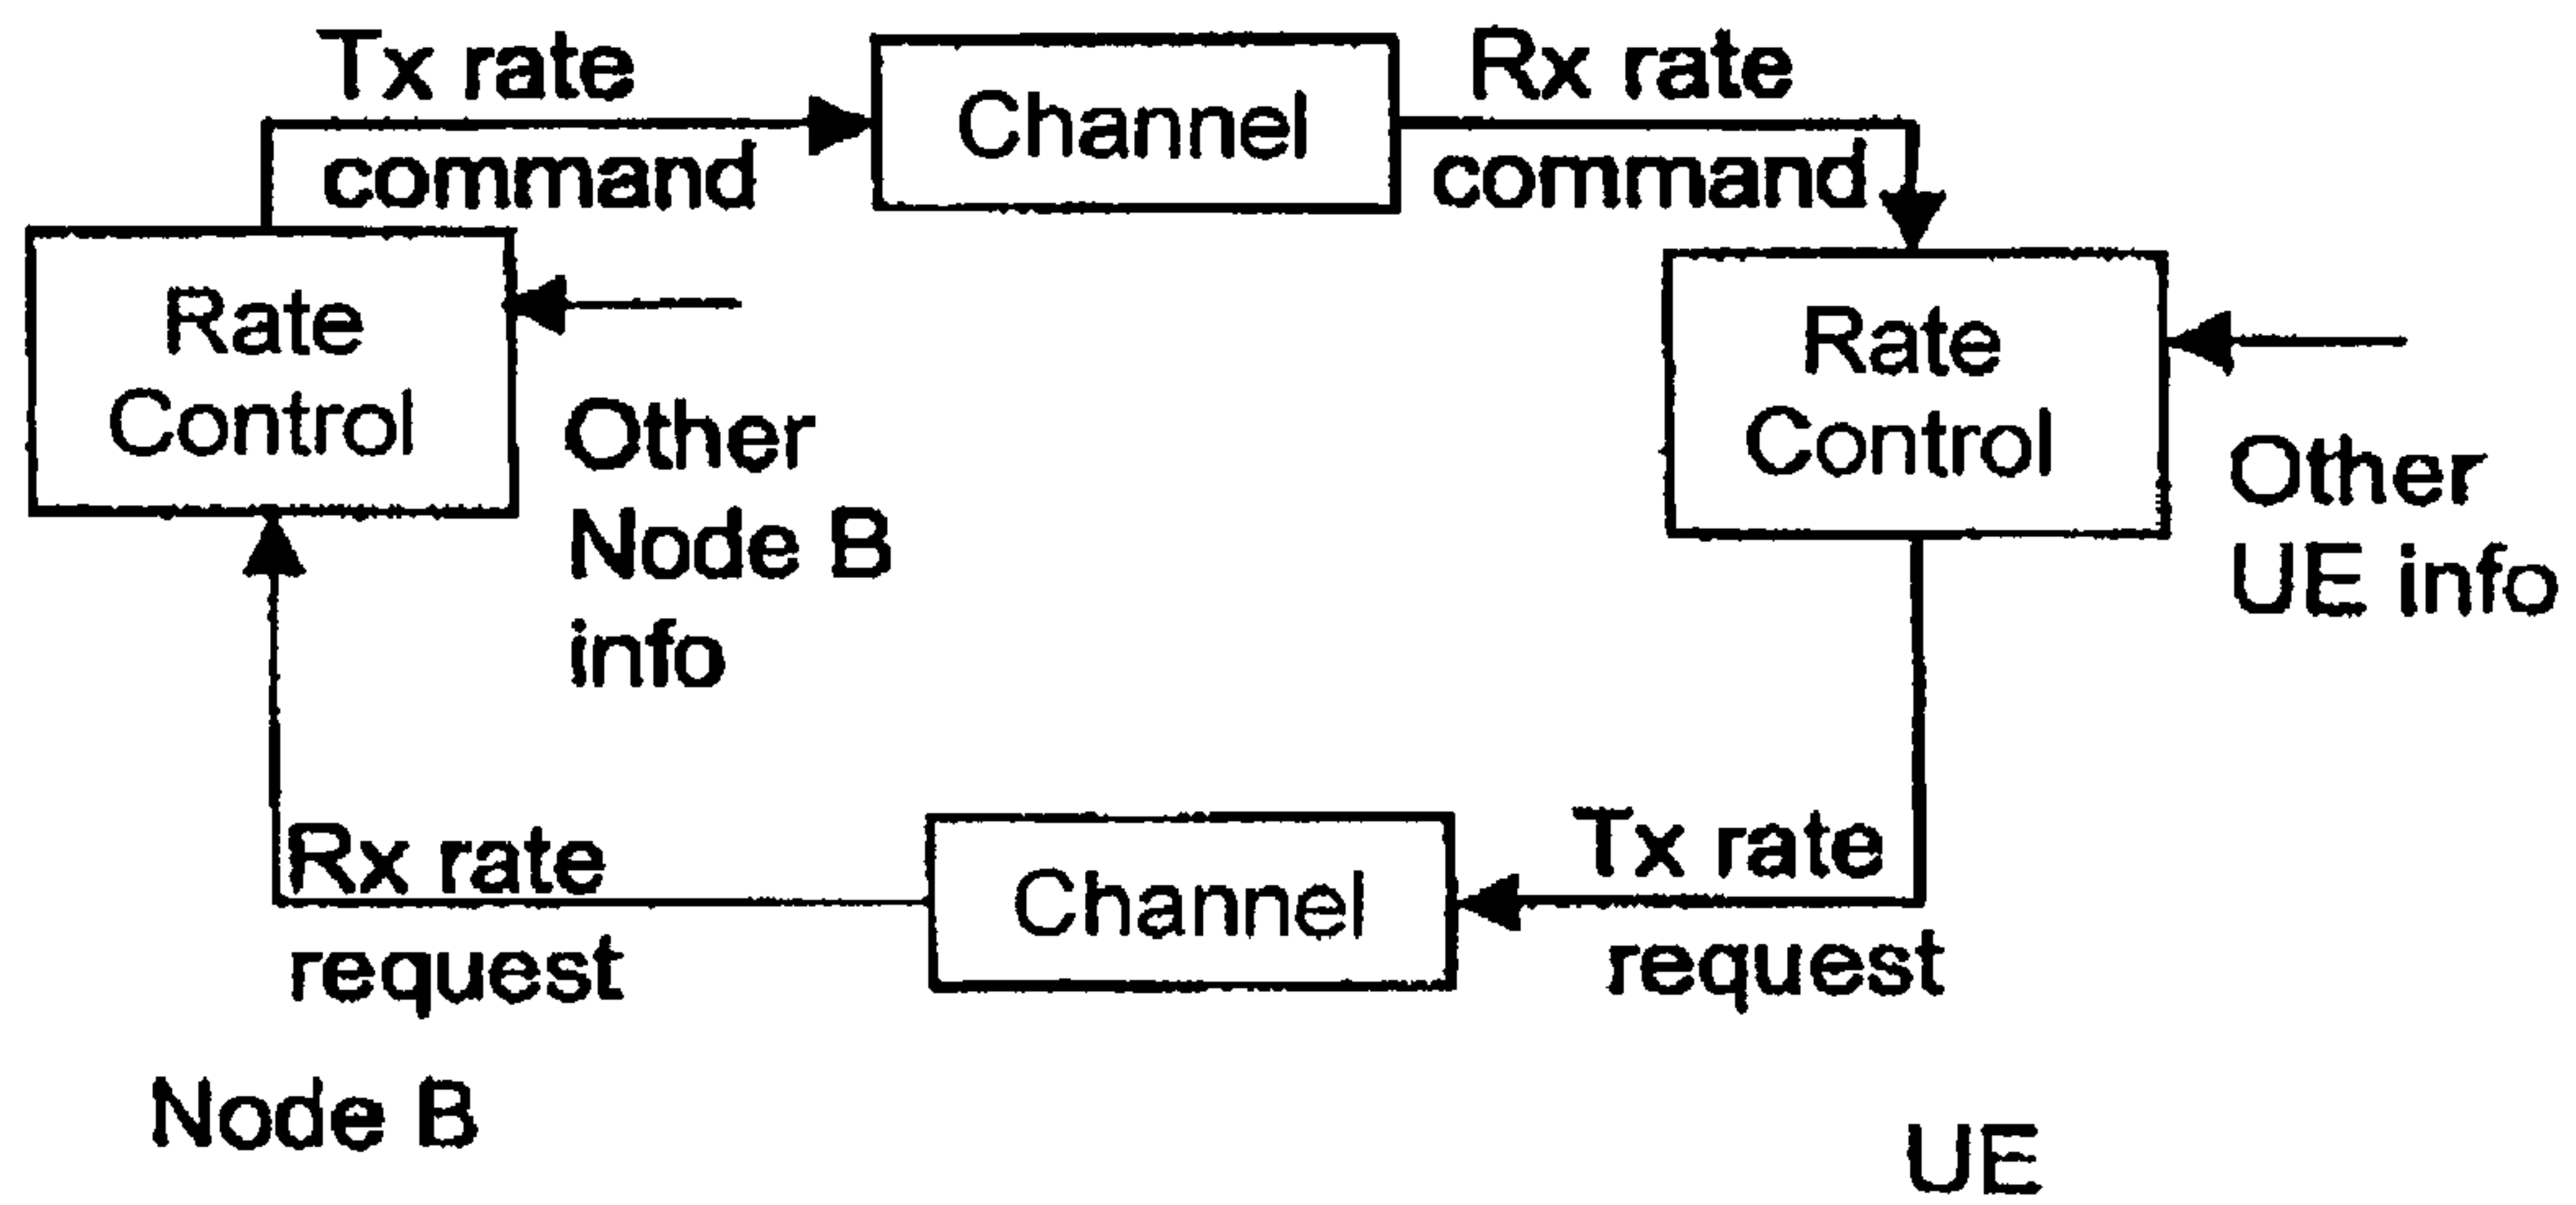 Tx rate
command
Channel
Rx rate
command
Rate
Control
Other
Node B
info
Rate
Control
Other
UE info
Rx rate
request
Channel
Tx rate
request
Node B
UE